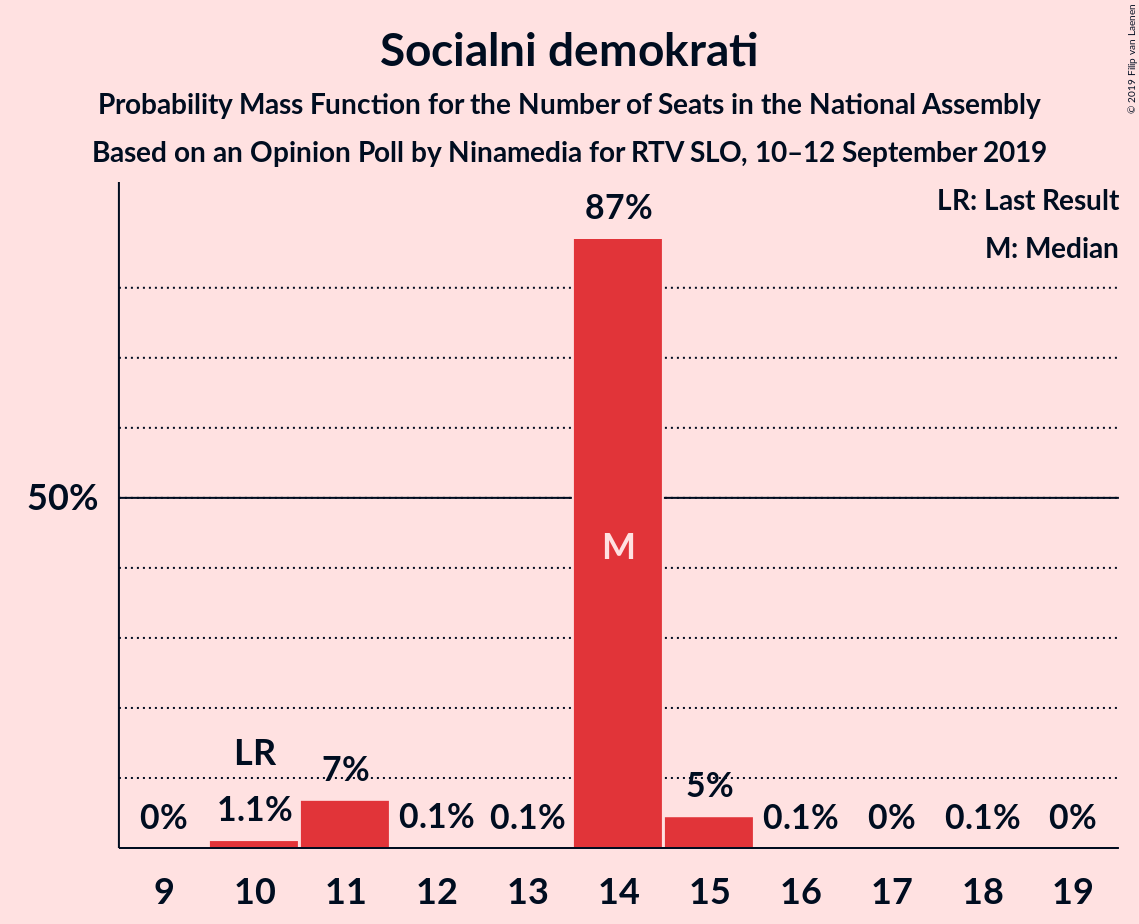 Socialni demokrati
Probability Mass Function for the Number of Seats in the National Assembly
Based on an Opinion Poll by Ninamedia for RTV SLO, 10–12 September 2019
© 2019 Filip van Laenen
LR: Last Result
M: Median
87%
50%
M
LR
0%
1.1%
7%
0.1%
0.1%
5%
0.1%
0%
0.1%
0%
9 10 11 12 13 14 15 16 17 18 19